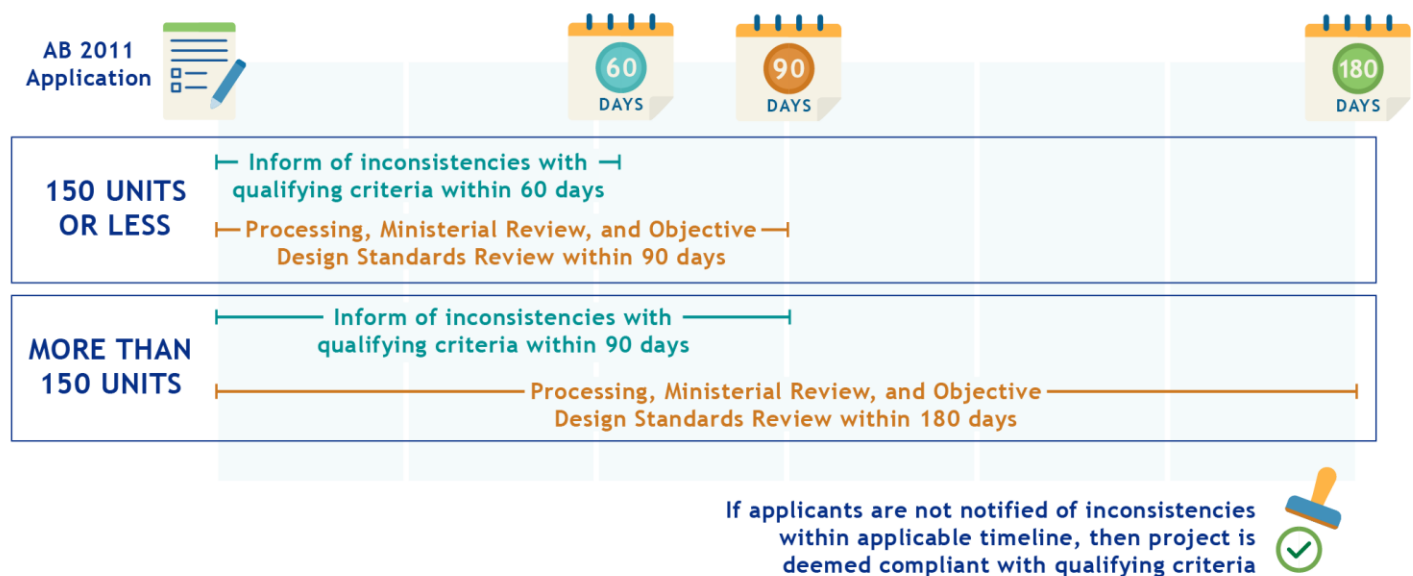 AB 2011
Application
60
DAYS
90
DAYS
180
DAYS
150 UNITS
OR LESS
Inform of inconsistencies with
qualifying criteria within 60 days
Processing, Ministerial Review, and Objective
Design Standards Review within 90 days
MORE THAN
150 UNITS
Inform of inconsistencies with
qualifying criteria within 90 days
Processing, Ministerial Review, and Objective
Design Standards Review within 180 days
If applicants are not notified of inconsistencies
within applicable timeline, then project is
deemed compliant with qualifying criteria